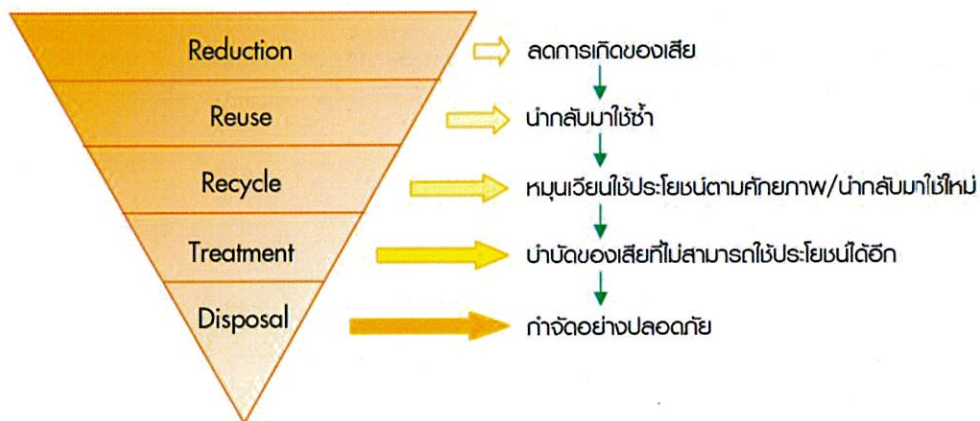 Reduction ลดการเกิดของเสีย
Reuse นำกลับมาใช้ซ้ำ
Recycle หมุนเวียนใช้ประโยชน์ตามศักยภาพ/นำกลับมาใช้ใหม่
Treatment บำบัดของเสียที่ไม่สามารถใช้ประโยชน์ได้อีก
Disposal กำจัดอย่างปลอดภัย